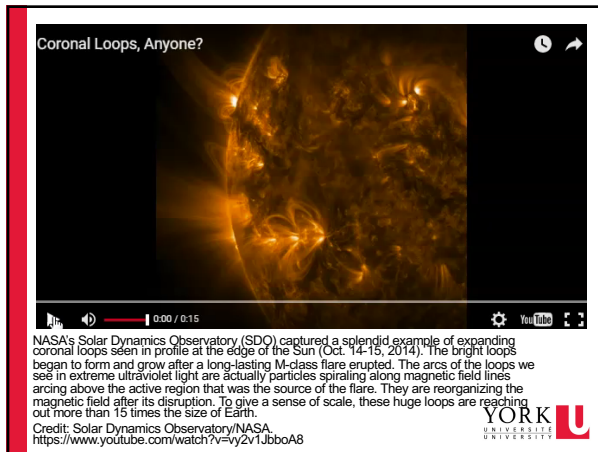 Coronal Loops, Anyone?
0:00 / 0:15
YouTube
NASA's Solar Dynamics Observatory (SDO) captured a splendid example of expanding
coronal loops seen in profile at the edge of the Sun (Oct. 14-15, 2014). The bright loops
began to form and grow after a long-lasting M-class flare erupted. The arcs of the loops we
see in extreme ultraviolet light are actually particles spiraling along magnetic field lines
arcing above the active region that was the source of the flare. They are reorganizing the
magnetic field after its disruption. To give a sense of scale, these huge loops are reaching
out more than 15 times the size of Earth.
Credit: Solar Dynamics Observatory/NASA.
https://www.youtube.com/watch?v=vy2v1JbboA8
YORK U
UNIVERSITÉ
UNIVERSITY